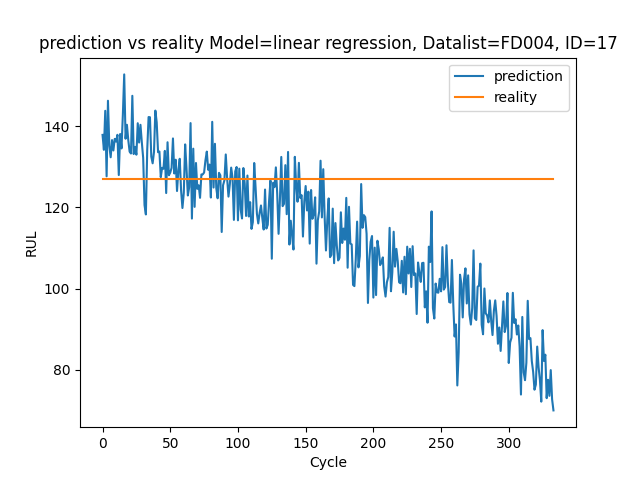 prediction vs reality Model=linear regression, Datalist=FD004, ID=17
prediction
reality
RUL
140
120
100
80
0
50
100
150
200
250
300
Cycle